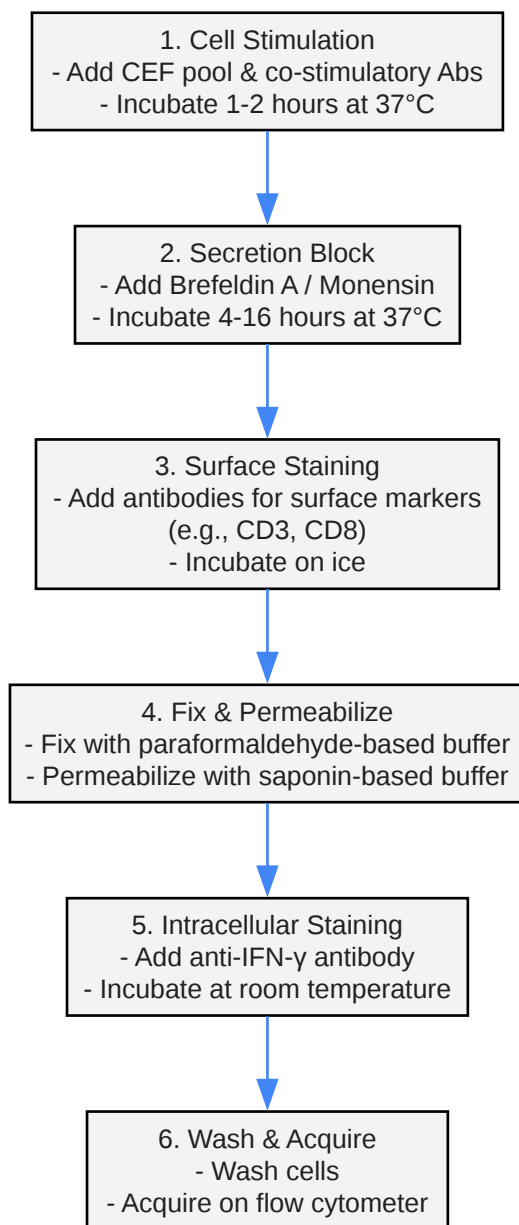 1. Cell Stimulation
- Add CEF pool & co-stimulatory Abs
- Incubate 1-2 hours at 37°C
2. Secretion Block
- Add Brefeldin A / Monensin
- Incubate 4-16 hours at 37°C
3. Surface Staining
- Add antibodies for surface markers
(e.g., CD3, CD8)
- Incubate on ice
4. Fix & Permeabilize
- Fix with paraformaldehyde-based buffer
- Permeabilize with saponin-based buffer
5. Intracellular Staining
- Add anti-IFN-γ antibody
- Incubate at room temperature
6. Wash & Acquire
- Wash cells
- Acquire on flow cytometer